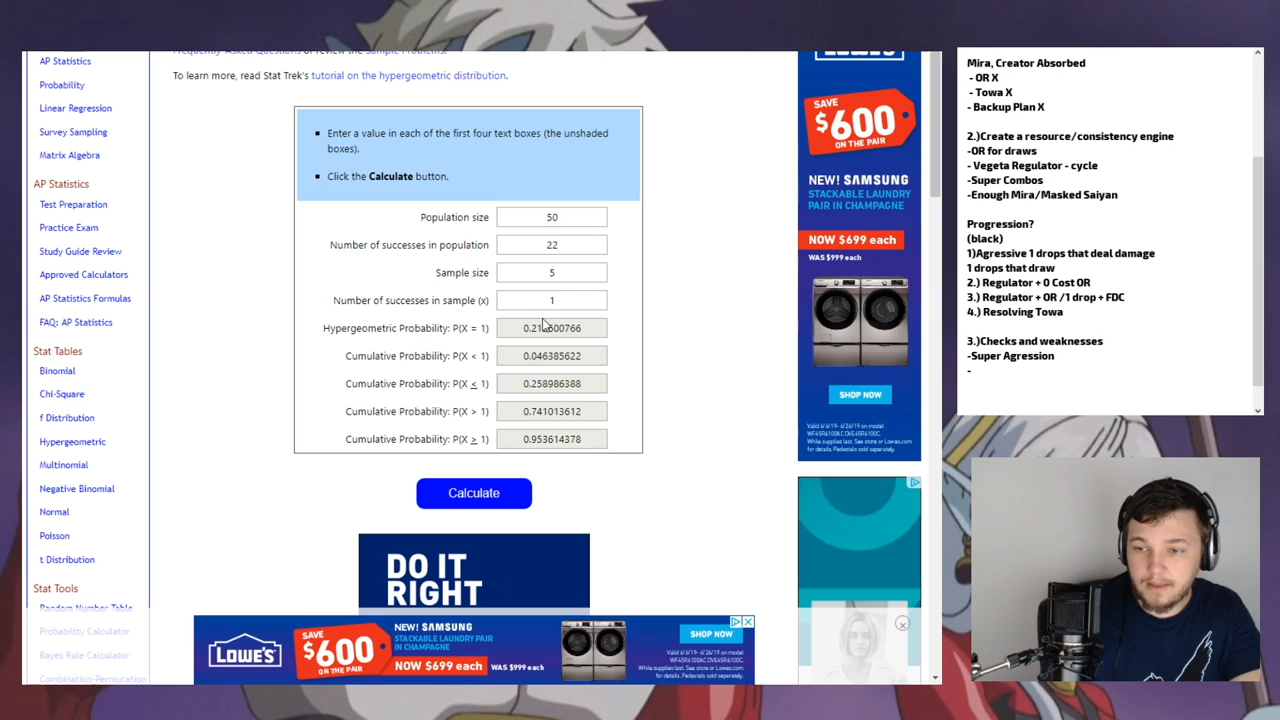 AP Statistics
Probability
Linear Regression
Survey Sampling
Matrix Algebra
AP Statistics
Test Preparation
Practice Exam
Study Guide Review
Approved Calculators
AP Statistics Formulas
FAQ: AP Statistics
Stat Tables
Binomial
Chi-Square
f Distribution
Hypergeometric
Multinomial
Negative Binomial
Normal
Poisson
t Distribution
Stat Tools
Random Number Table
Probability Calculator
Bayes Rule Calculator
Combination-Permutation
Frequently-Asked Questions or review the Sample Problems.
To learn more, read Stat Trek's tutorial on the hypergeometric distribution.
Enter a value in each of the first four text boxes (the unshaded
boxes).
Click the Calculate button.
Population size 50
Number of successes in population 22
Sample size 5
Number of successes in sample (x) 1
Hypergeometric Probability: P(X = 1)
Cumulative Probability: P(X < 1) 0.046385622
Cumulative Probability: P(X ≤ 1) 0.258986388
Cumulative Probability: P(X > 1) 0.741013612
Cumulative Probability: P(X ≥ 1) 0.953614378
Calculate
DO IT
RIGHT
LOWE'S
SAVE
$600
ON THE PAIR
NEW! SAMSUNG
STACKABLE LAUNDRY PAIR
IN CHAMPAGNE
NOW $699 each
WAS $999 each
SHOP NOW
LOWE'S
SAVE
$600
ON THE PAIR
NEW! SAMSUNG
STACKABLE LAUNDRY
PAIR IN CHAMPAGNE
NOW $699 each
WAS $999 each
SHOP NOW
Mira, Creator Absorbed
- OR X
- Towa X
- Backup Plan X
2.)Create a resource/consistency engine
-OR for draws
- Vegeta Regulator - cycle
-Super Combos
-Enough Mira/Masked Saiyan
Progression?
(black)
1)Agressive 1 drops that deal damage
1 drops that draw
2.) Regulator + 0 Cost OR
3.) Regulator + OR /1 drop + FDC
4.) Resolving Towa
3.)Checks and weaknesses
-Super Agression
-